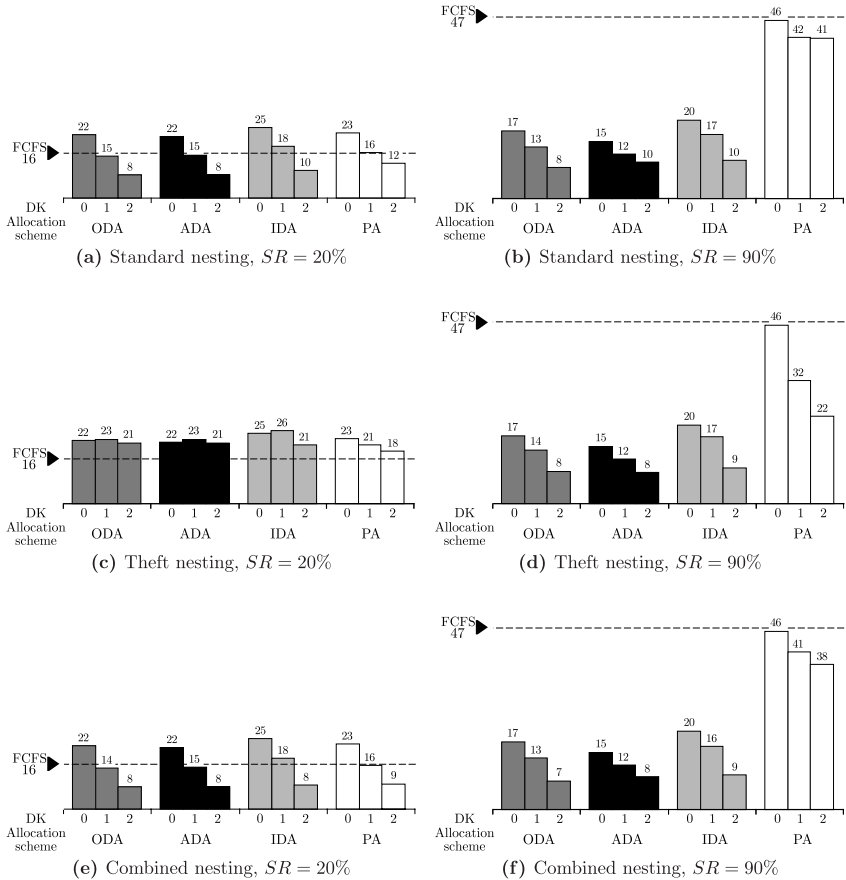 FCFS
16
22
15
8
22
15
8
25
18
10
23
16
12
DK 0 1 2 0 1 2 0 1 2 0 1 2
Allocation
scheme
ODA ADA IDA PA
(a) Standard nesting, SR = 20%
FCFS
47
17
13
8
15
12
10
20
17
10
46
42
41
DK 0 1 2 0 1 2 0 1 2 0 1 2
Allocation
scheme
ODA ADA IDA PA
(b) Standard nesting, SR = 90%
FCFS
16
22
23
21
22
23
21
25
26
21
23
21
18
DK 0 1 2 0 1 2 0 1 2 0 1 2
Allocation
scheme
ODA ADA IDA PA
(c) Theft nesting, SR = 20%
FCFS
47
17
14
8
15
12
8
20
17
9
46
32
22
DK 0 1 2 0 1 2 0 1 2 0 1 2
Allocation
scheme
ODA ADA IDA PA
(d) Theft nesting, SR = 90%
FCFS
16
22
14
8
22
15
8
25
18
8
23
16
9
DK 0 1 2 0 1 2 0 1 2 0 1 2
Allocation
scheme
ODA ADA IDA PA
(e) Combined nesting, SR = 20%
FCFS
47
17
13
7
15
12
8
20
16
9
46
41
38
DK 0 1 2 0 1 2 0 1 2 0 1 2
Allocation
scheme
ODA ADA IDA PA
(f) Combined nesting, SR = 90%